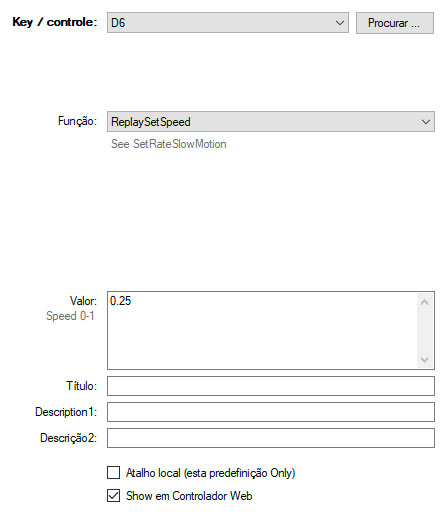 Key / controle: D6 Procurar ...
Função: ReplaySetSpeed
See SetRateSlowMotion
Valor: 0.25
Speed 0-1
Título:
Description1:
Descrição2:
Atalho local (esta predefinição Only)
Show em Controlador Web